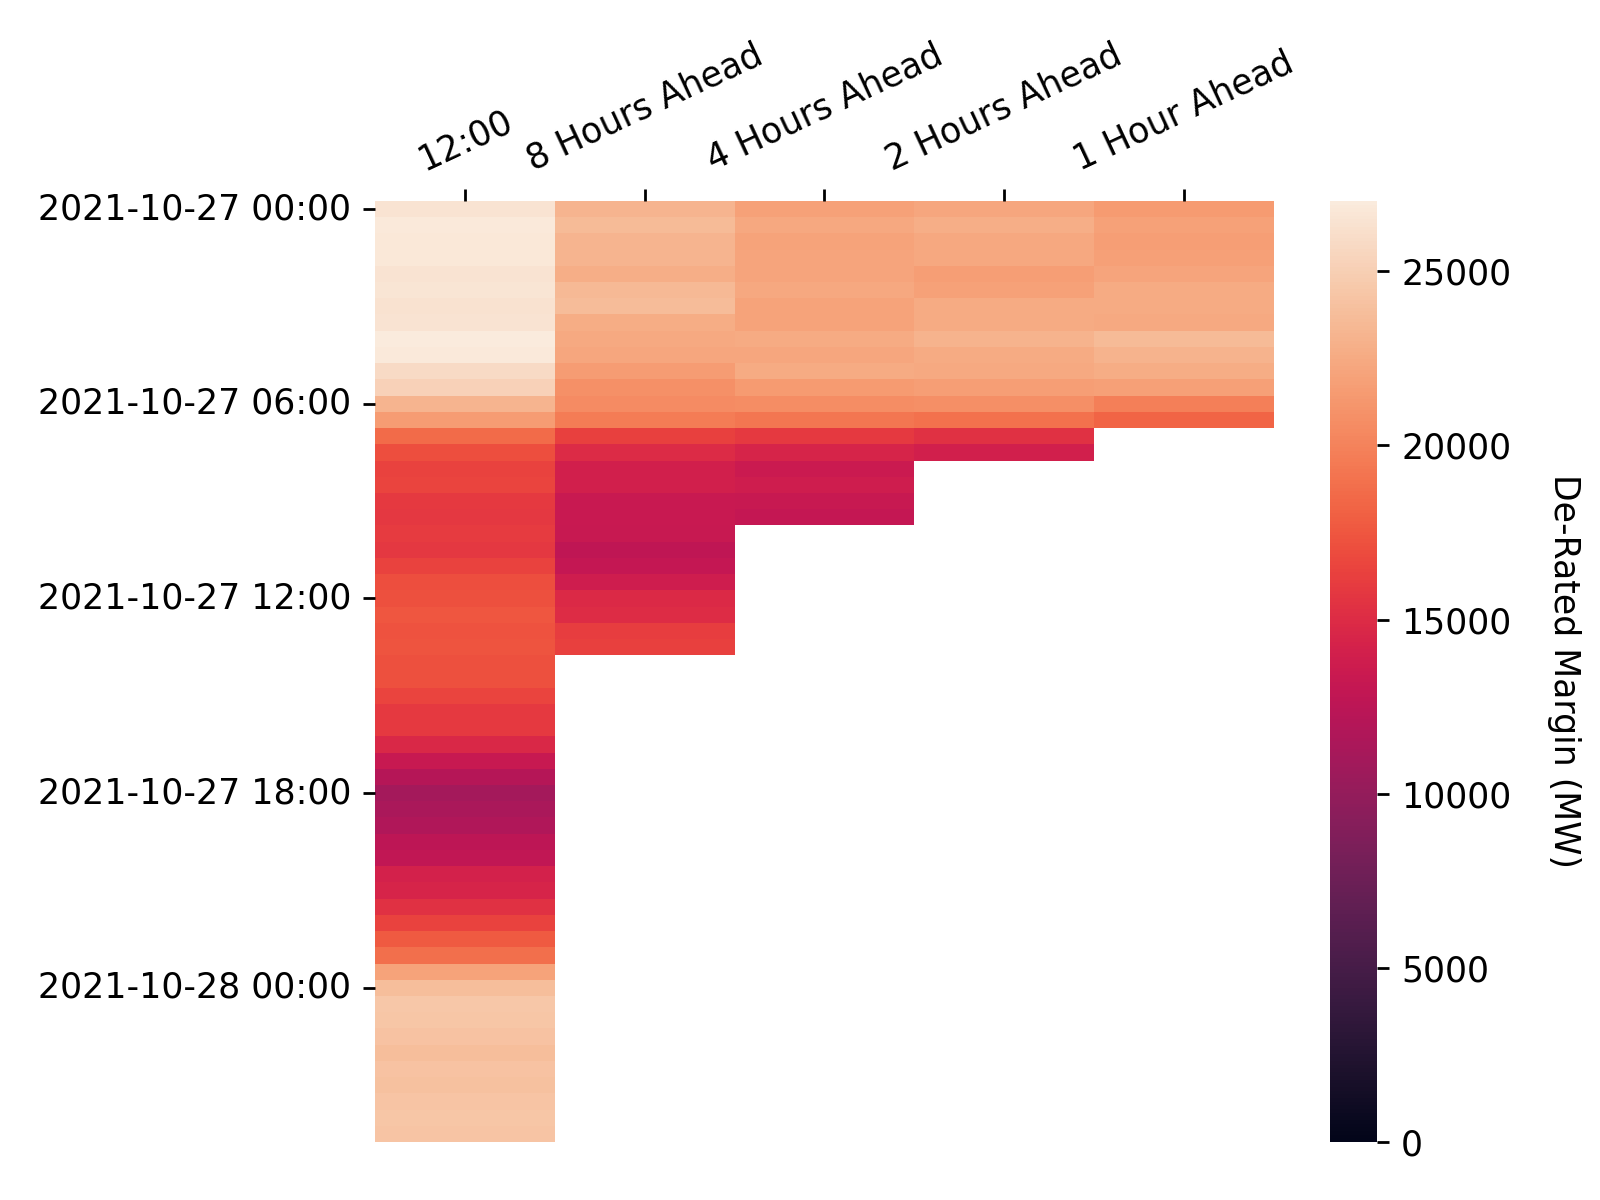 12:00
8 Hours Ahead
4 Hours Ahead
2 Hours Ahead
1 Hour Ahead
2021-10-27 00:00
2021-10-27 06:00
2021-10-27 12:00
2021-10-27 18:00
2021-10-28 00:00
25000
20000
15000
10000
5000
0
De-Rated Margin (MW)